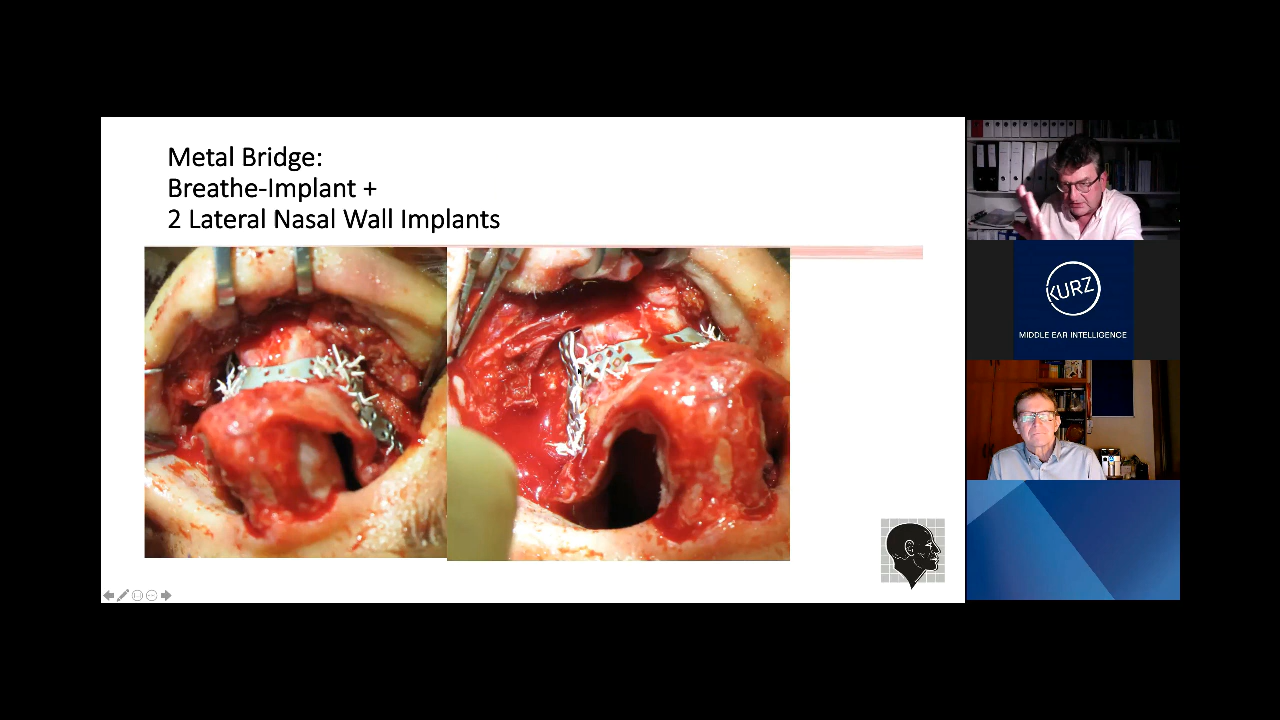 Metal Bridge:
Breathe-Implant +
2 Lateral Nasal Wall Implants
KURZ
MIDDLE EAR INTELLIGENCE